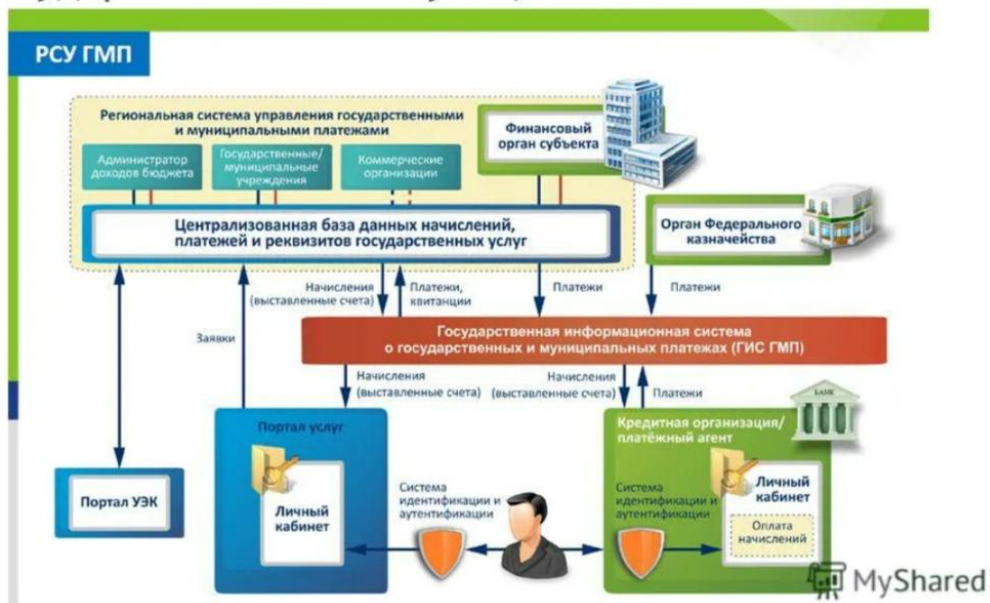 РСУ ГМП
Региональная система управления государственными
и муниципальными платежами
Финансовый
орган субъекта
Администратор
доходов бюджета
Государственные/
муниципальные
учреждения
Коммерческие
организации
Централизованная база данных начислений,
платежей и реквизитов государственных услуг
Орган Федерального
казначейства
Начисления
(выставленные счета)
Платежи,
квитанции
Платежи
Платежи
Заявки
Государственная информационная система
о государственных и муниципальных платежах (ГИС ГМП)
Начисления
(выставленные счета)
Начисления
(выставленные счета)
Платежи
БАНК
Портал услуг
Кредитная организация/
платёжный агент
Портал УЭК
Личный
кабинет
Система
идентификации и
аутентификации
Система
идентификации и
аутентификации
Личный
кабинет
Оплата
начислений
MyShared